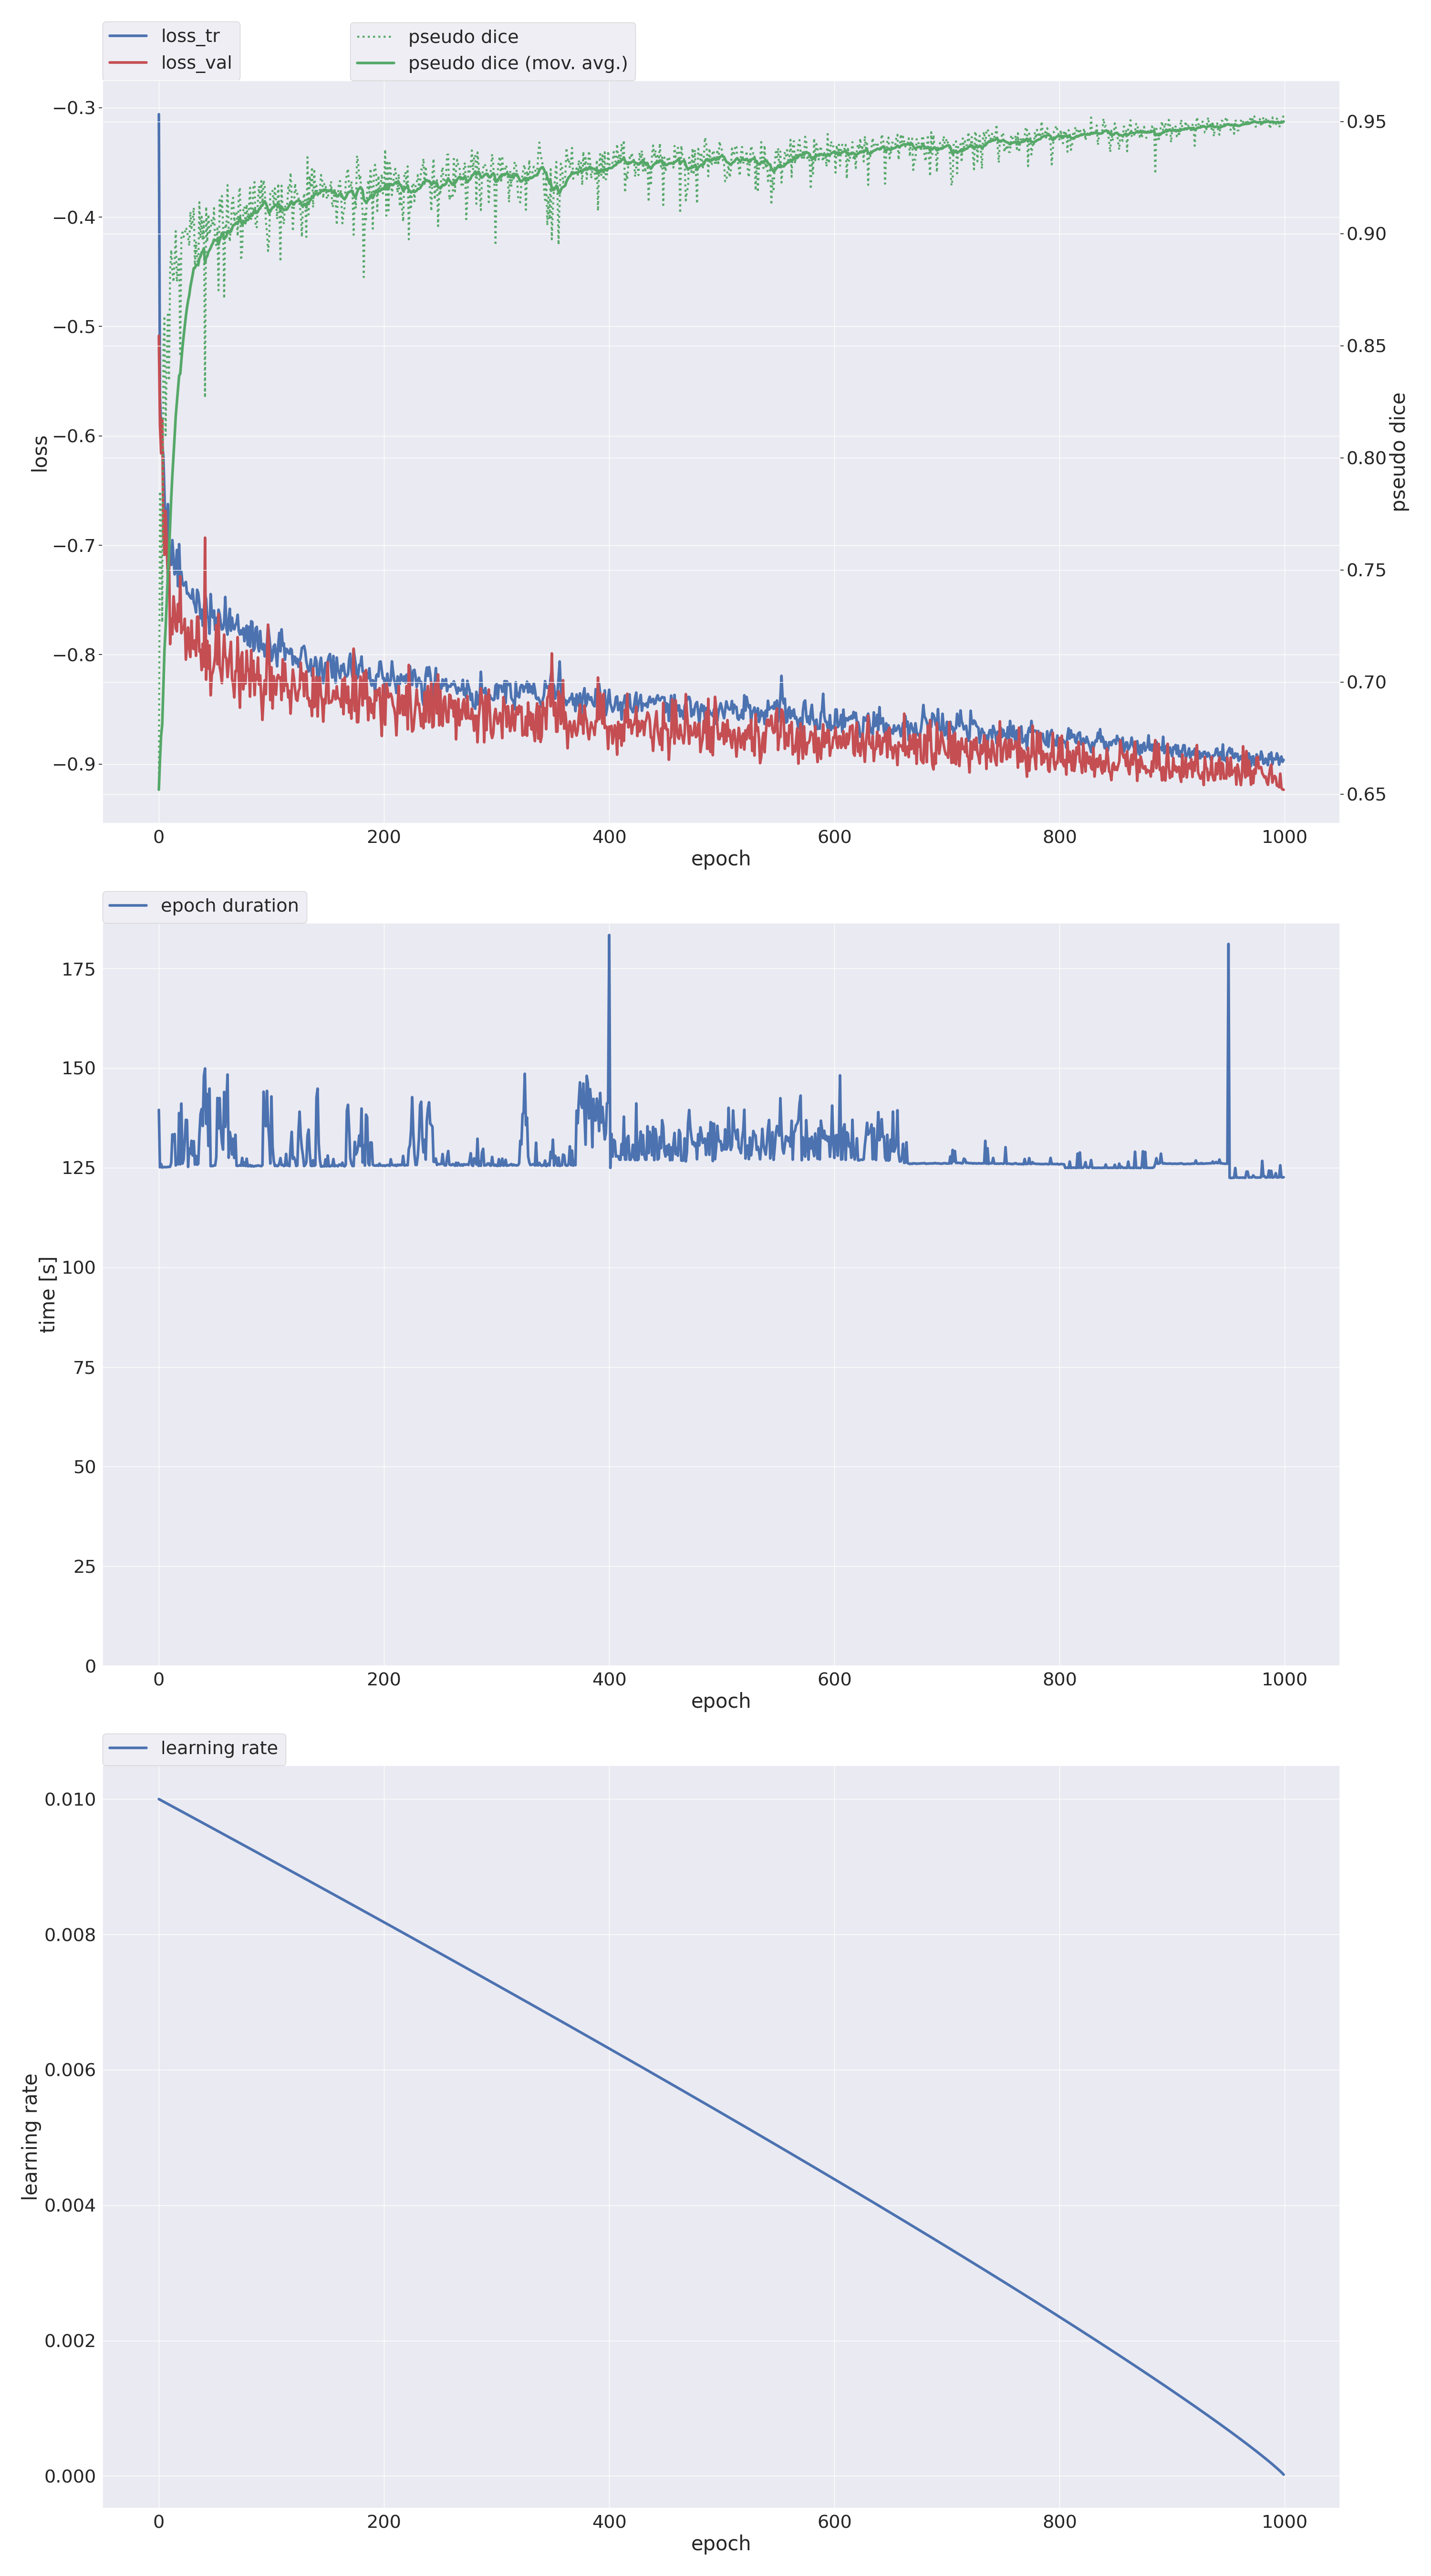 loss_tr
loss_val
pseudo dice
pseudo dice (mov. avg.)
−0.3
−0.4
−0.5
−0.6
−0.7
−0.8
−0.9
loss
0.95
0.90
0.85
0.80
0.75
0.70
0.65
pseudo dice
0 200 400 600 800 1000
epoch
epoch duration
175
150
125
100
75
50
25
0
time [s]
0 200 400 600 800 1000
epoch
learning rate
0.010
0.008
0.006
0.004
0.002
0.000
learning rate
0 200 400 600 800 1000
epoch